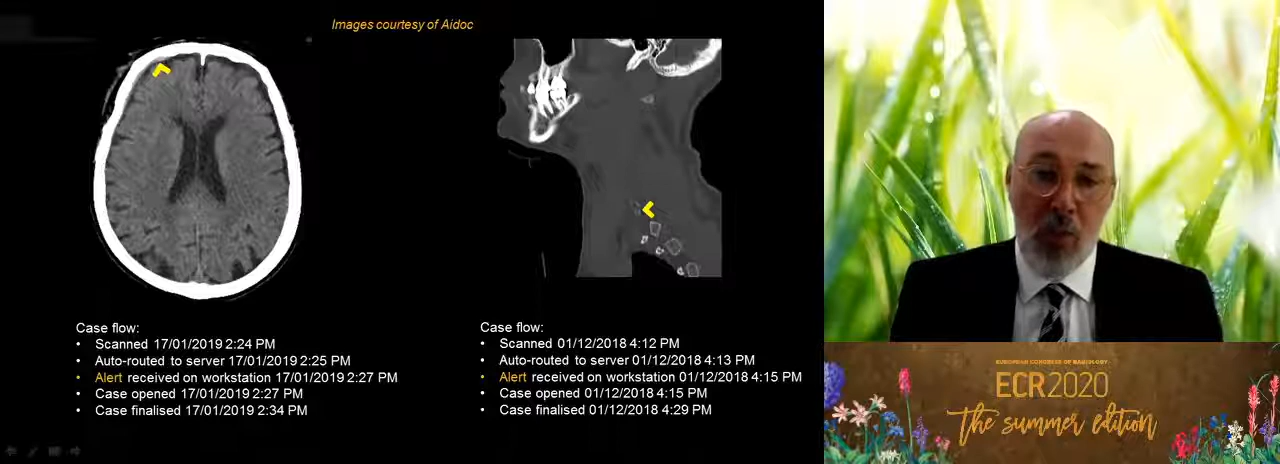 Images courtesy of Aidoc
Case flow:
• Scanned 17/01/2019 2:24 PM
• Auto-routed to server 17/01/2019 2:25 PM
• Alert received on workstation 17/01/2019 2:27 PM
• Case opened 17/01/2019 2:27 PM
• Case finalised 17/01/2019 2:34 PM
Case flow:
• Scanned 01/12/2018 4:12 PM
• Auto-routed to server 01/12/2018 4:13 PM
• Alert received on workstation 01/12/2018 4:15 PM
• Case opened 01/12/2018 4:15 PM
• Case finalised 01/12/2018 4:29 PM
EUROPEAN CONGRESS OF RADIOLOGY
ECR2020
the summer edition